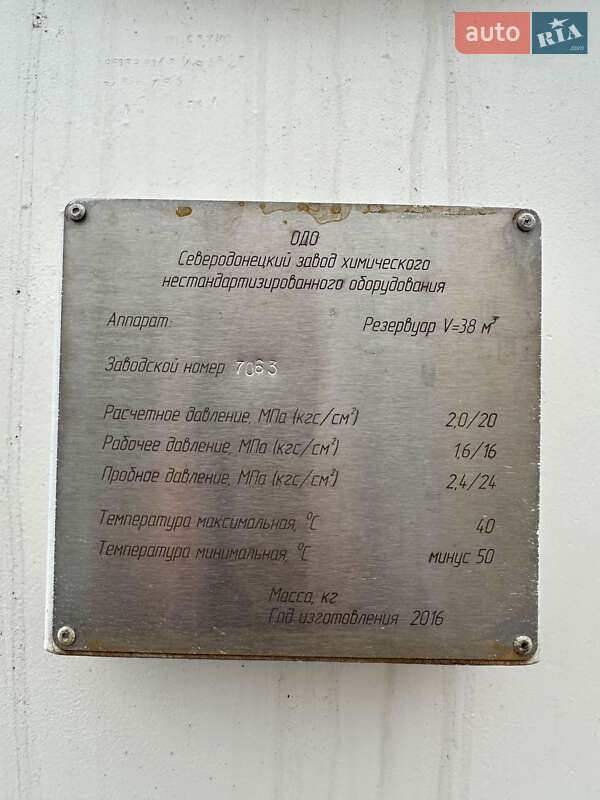 auto RIA .com
ОДО
Северодонецкий завод химического
нестандартизированного оборудования
Аппарат: Резервуар V=38 м³
Заводской номер 7063
Расчетное давление, МПа (кгс/см²) 2,0/20
Рабочее давление, МПа (кгс/см²) 1,6/16
Пробное давление, МПа (кгс/см²) 2,4/24
Температура максимальная, °С 40
Температура минимальная, °С минус 50
Масса, кг
Год изготовления 2016